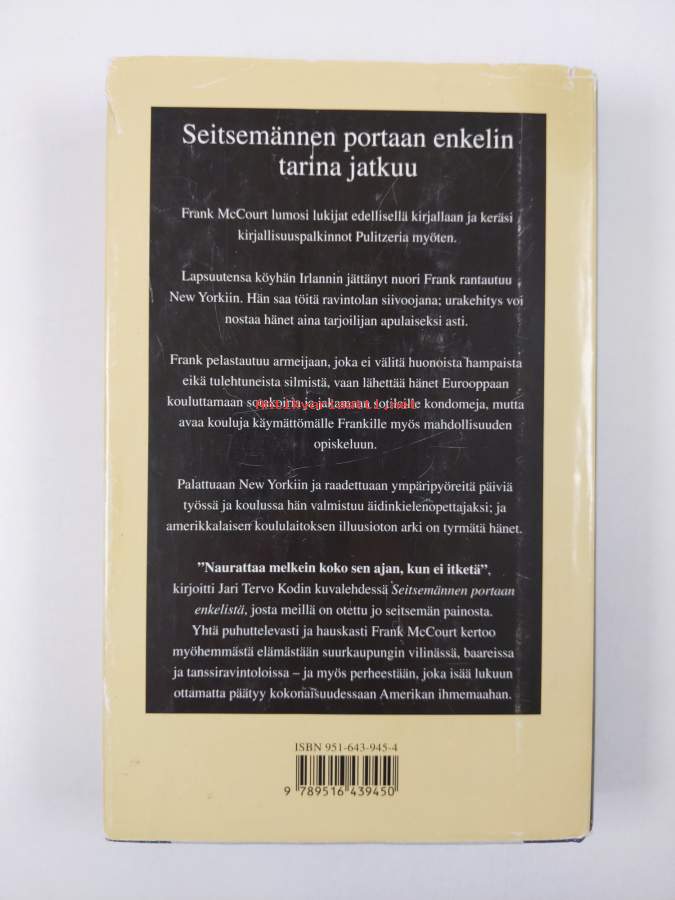 Seitsemännen portaan enkelin
tarina jatkuu
Frank McCourt lumosi lukijat edellisellä kirjallaan ja keräsi
kirjallisuuspalkinnot Pulitzeria myöten.
Lapsuutensa köyhän Irlannin jättänyt nuori Frank rantautuu
New Yorkiin. Hän saa töitä ravintolan siivoojana; urakehitys voi
nostaa hänet aina tarjoilijan apulaiseksi asti.
Frank pelastautuu armeijaan, joka ei välitä huonoista hampaista
eikä tulehtuneista silmistä, vaan lähettää hänet Eurooppaan
kouluttamaan sotakoiria ja jakamaan sotilaille kondomeja, mutta
avaa kouluja käymättömälle Frankille myös mahdollisuuden
opiskeluun.
Palattuaan New Yorkiin ja raadettuaan ympäripyöreitä päiviä
työssä ja koulussa hän valmistuu äidinkielenopettajaksi; ja
amerikkalaisen koululaitoksen illuusioton arki on tyrmätä hänet.
”Naurattaa melkein koko sen ajan, kun ei itketä”,
kirjoitti Jari Tervo Kodin kuvalehdessä Seitsemännen portaan
enkelistä, josta meillä on otettu jo seitsemän painosta.
Yhtä puhuttelevasti ja hauskasti Frank McCourt kertoo
myöhemmästä elämästään suurkaupungin vilinässä, baareissa
ja tanssiravintoloissa – ja myös perheestään, joka isää lukuun
ottamatta päätyy kokonaisuudessaan Amerikan ihmemaahan.
ISBN 951-643-945-4
9 789516 439450